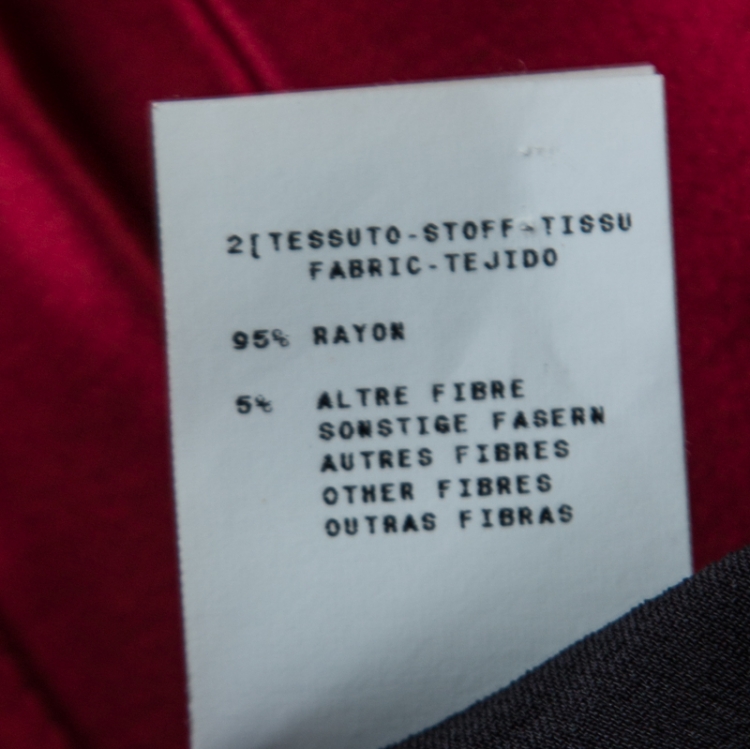 2[TESSUTO-STOFF-TISSU
FABRIC-TEJIDO
95% RAYON
5% ALTRE FIBRE
SONSTIGE FASERN
AUTRES FIBRES
OTHER FIBRES
OUTRAS FIBRAS